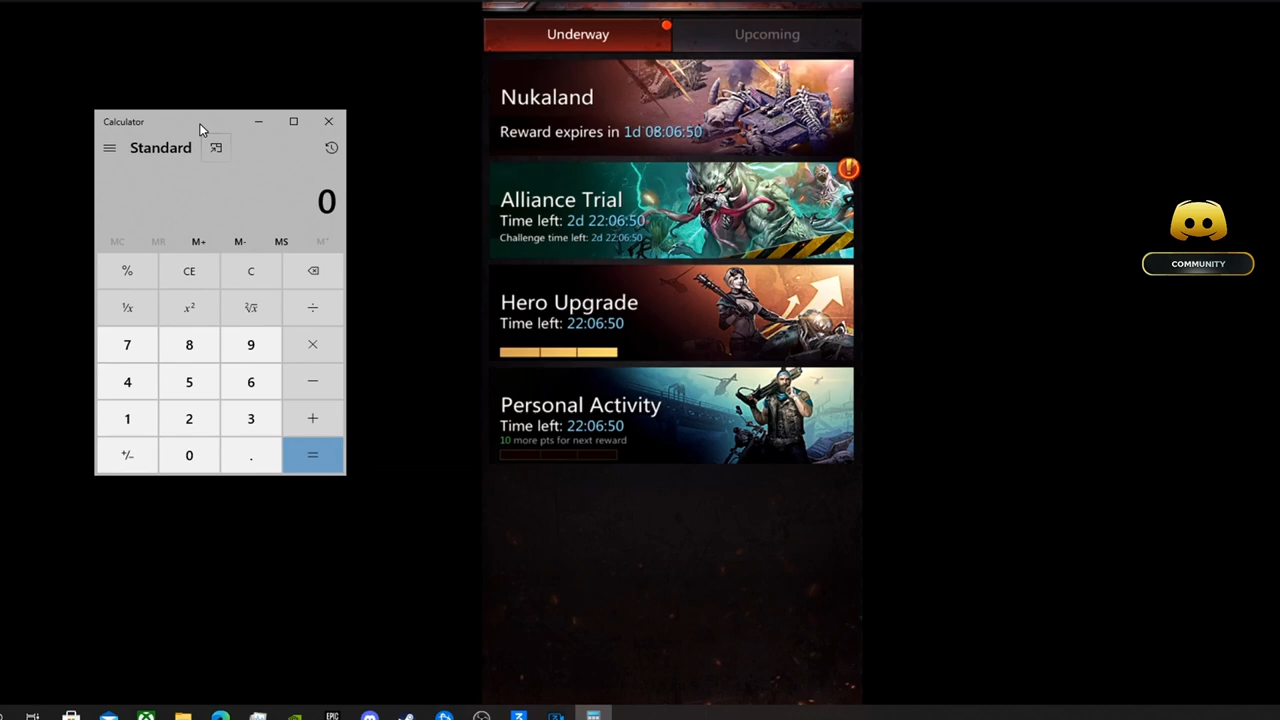 Calculator
Standard
0
MC MR M+ M- MS M˅
% CE C
⅟x x² ²√x ÷
7 8 9 ×
4 5 6 −
1 2 3 +
+/- 0 . =
Underway Upcoming
Nukaland
Reward expires in 1d 08:06:50
Alliance Trial
Time left: 2d 22:06:50
Challenge time left: 2d 22:06:50
Hero Upgrade
Time left: 22:06:50
Personal Activity
Time left: 22:06:50
10 more pts for next reward
COMMUNITY
EPIC